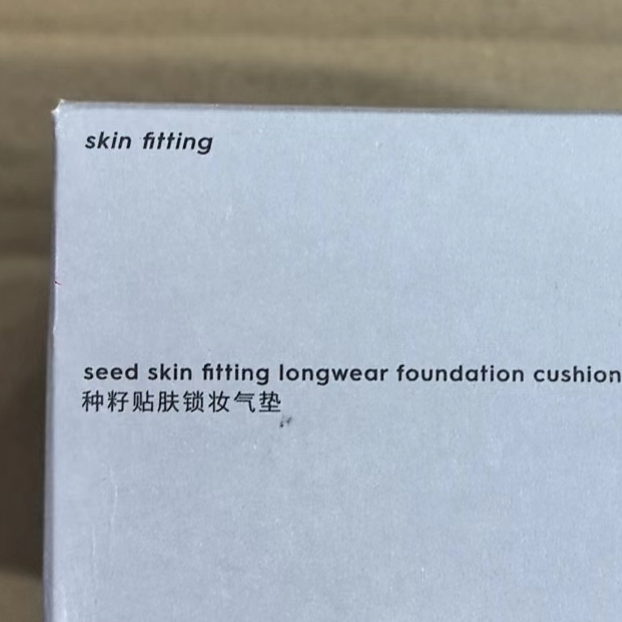 skin fitting
seed skin fitting longwear foundation cushion
种籽贴肤锁妆气垫